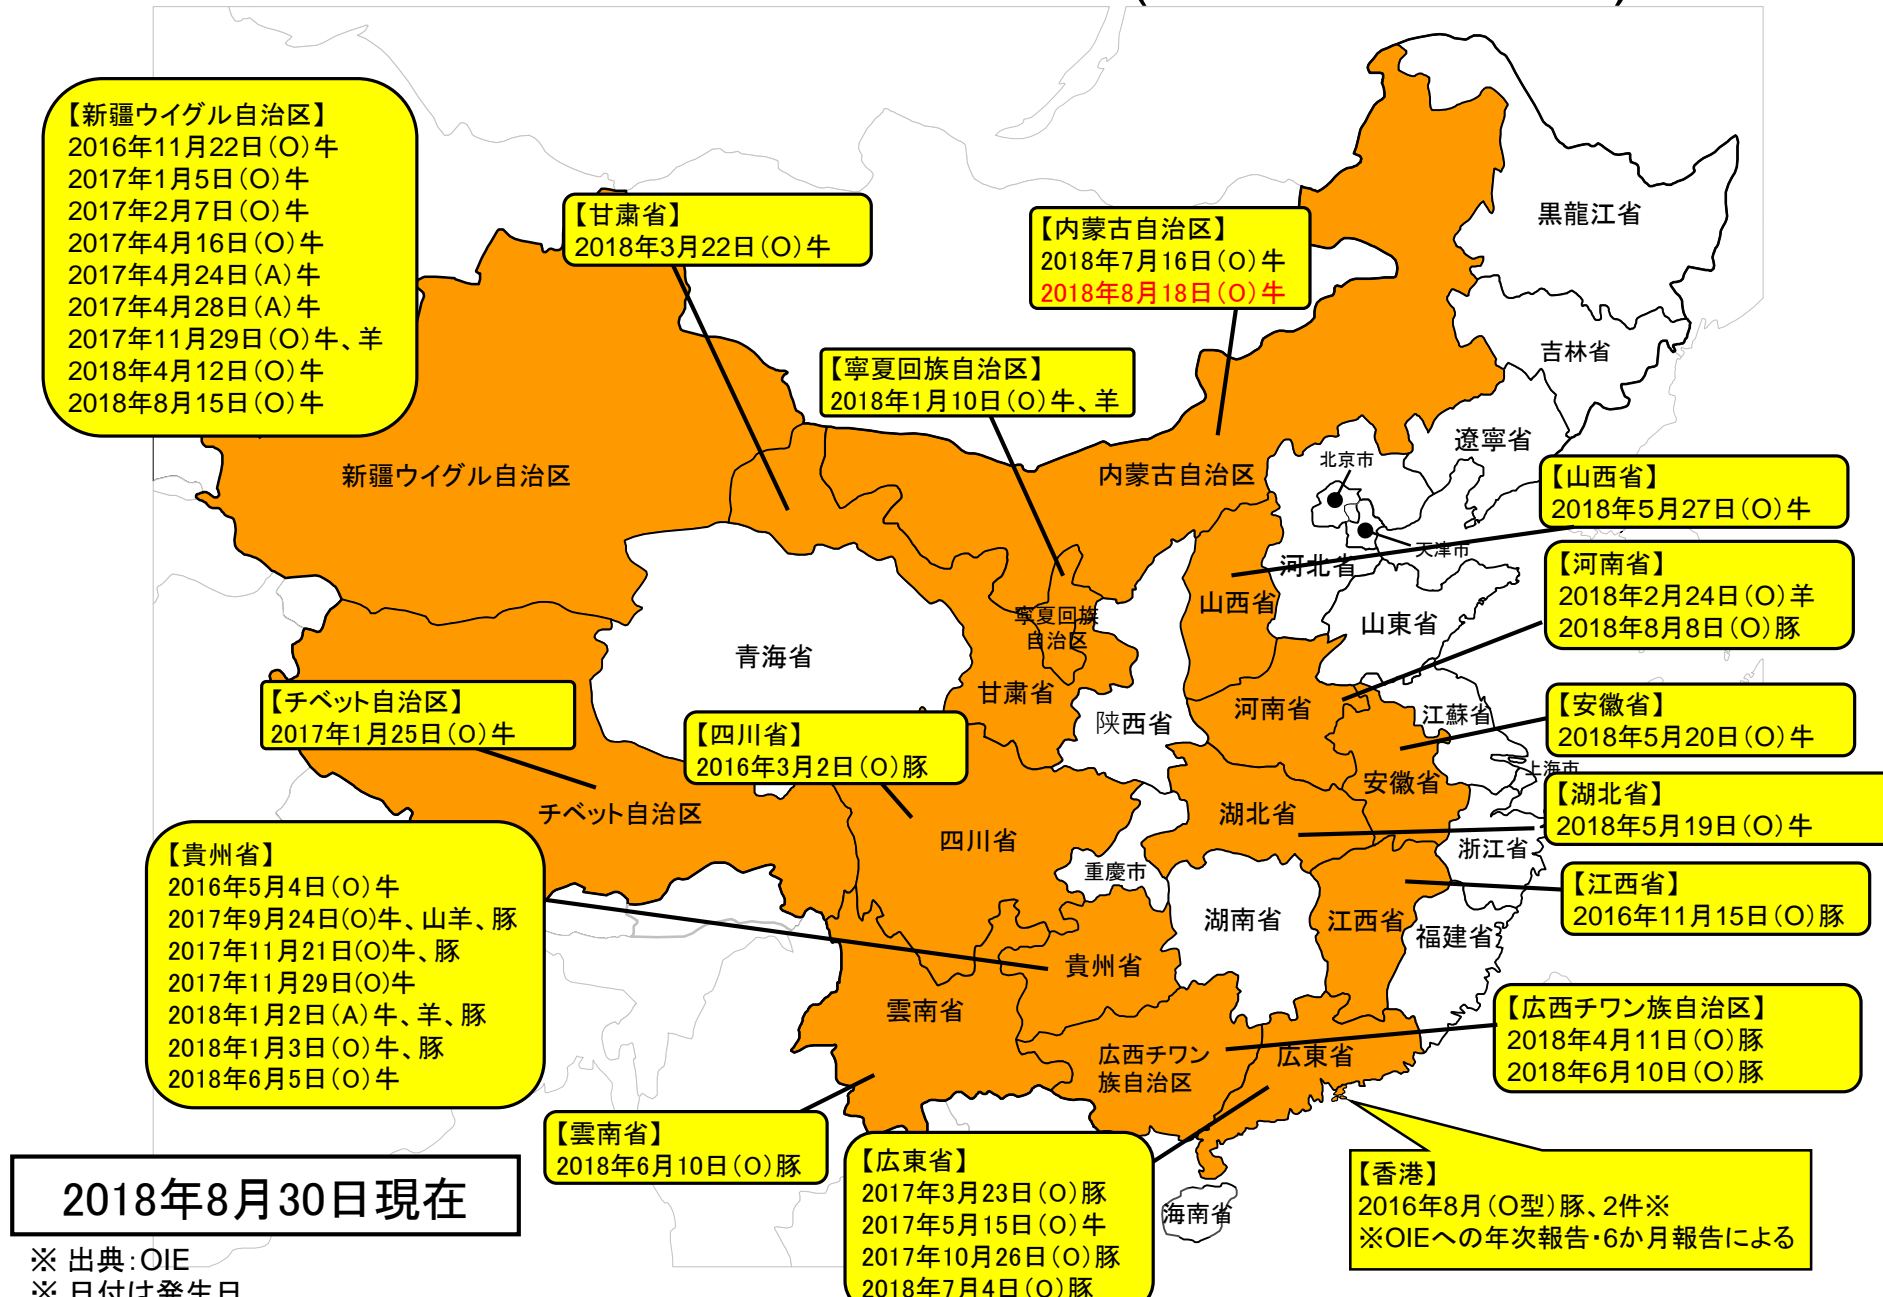 【新疆ウイグル自治区】
2016年11月22日(O)牛
2017年1月5日(O)牛
2017年2月7日(O)牛
2017年4月16日(O)牛
2017年4月24日(A)牛
2017年4月28日(A)牛
2017年11月29日(O)牛、羊
2018年4月12日(O)牛
2018年8月15日(O)牛
【甘粛省】
2018年3月22日(O)牛
【内蒙古自治区】
2018年7月16日(O)牛
2018年8月18日(O)牛
【寧夏回族自治区】
2018年1月10日(O)牛、羊
黒龍江省
吉林省
遼寧省
北京市
天津市
河北省
新疆ウイグル自治区
内蒙古自治区
【山西省】
2018年5月27日(O)牛
【河南省】
2018年2月24日(O)羊
2018年8月8日(O)豚
山西省
寧夏回族
自治区
山東省
青海省
甘粛省
陕西省
河南省
江蘇省
【チベット自治区】
2017年1月25日(O)牛
【四川省】
2016年3月2日(O)豚
【安徽省】
2018年5月20日(O)牛
上海市
安徽省
【湖北省】
2018年5月19日(O)牛
チベット自治区
四川省
湖北省
浙江省
重慶市
【貴州省】
2016年5月4日(O)牛
2017年9月24日(O)牛、山羊、豚
2017年11月21日(O)牛、豚
2017年11月29日(O)牛
2018年1月2日(A)牛、羊、豚
2018年1月3日(O)牛、豚
2018年6月5日(O)牛
【江西省】
2016年11月15日(O)豚
湖南省
江西省
福建省
貴州省
雲南省
【広西チワン族自治区】
2018年4月11日(O)豚
2018年6月10日(O)豚
広西チワン
族自治区
広東省
【雲南省】
2018年6月10日(O)豚
【広東省】
2017年3月23日(O)豚
2017年5月15日(O)牛
2017年10月26日(O)豚
2018年7月4日(O)豚
海南省
【香港】
2016年8月(O型)豚、2件※
※OIEへの年次報告・6か月報告による
2018年8月30日現在
※ 出典:OIE
※ 日付は発生日